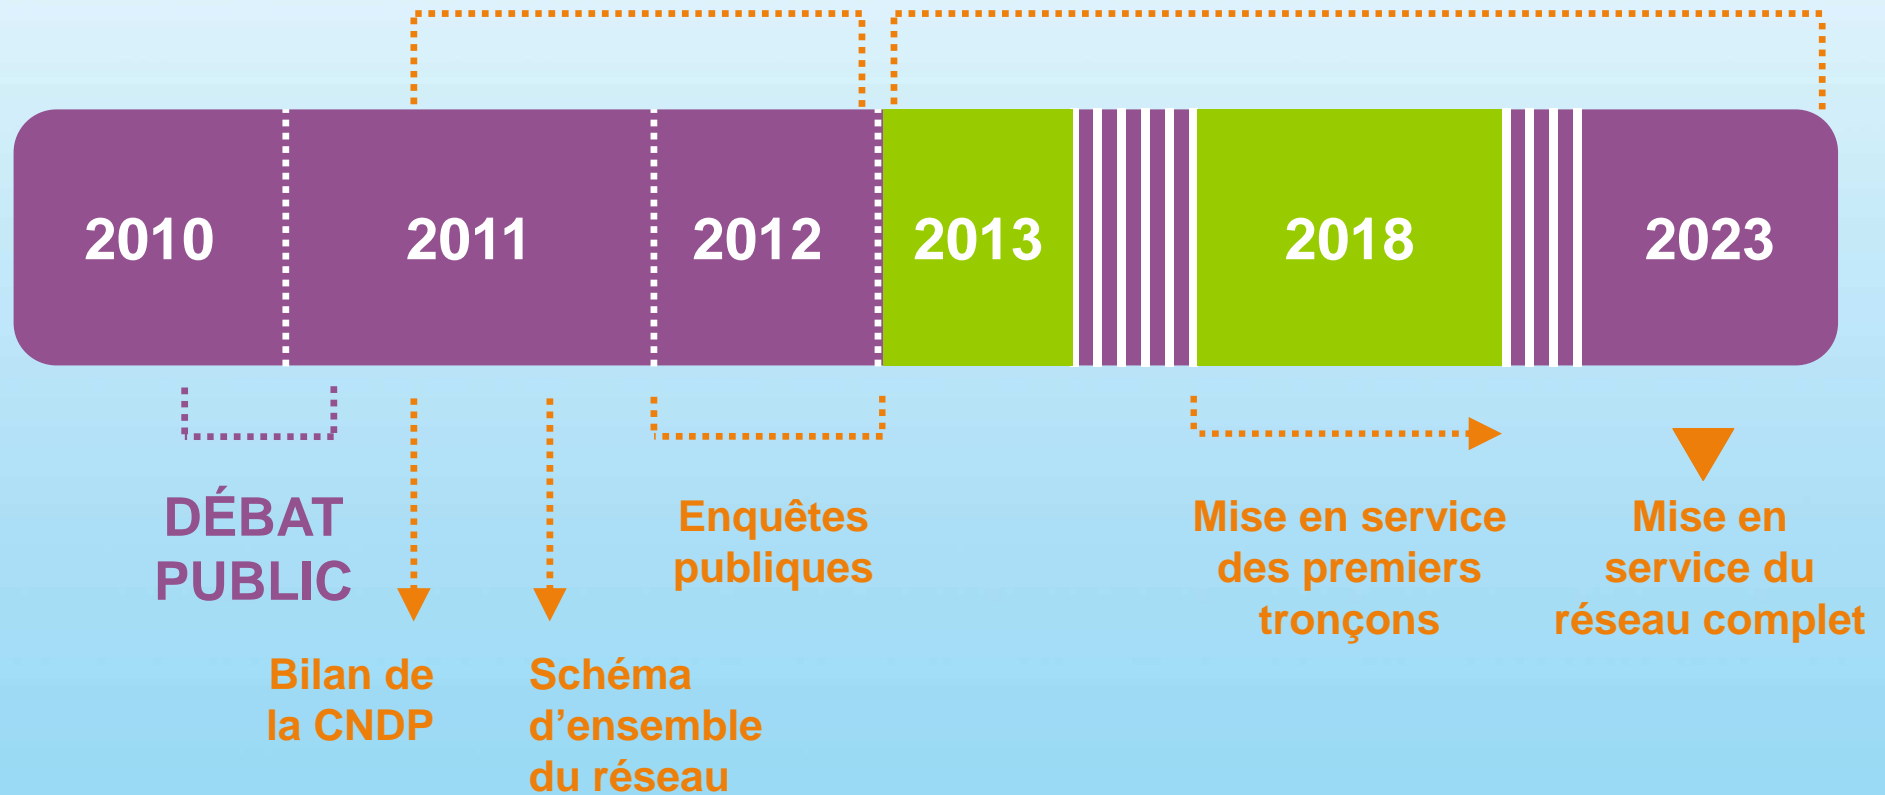 2010
2011
2012
2013
2018
2023
DÉBAT
PUBLIC
Bilan de
la CNDP
Schéma
d’ensemble
du réseau
Enquêtes
publiques
Mise en service
des premiers
tronçons
Mise en
service du
réseau complet